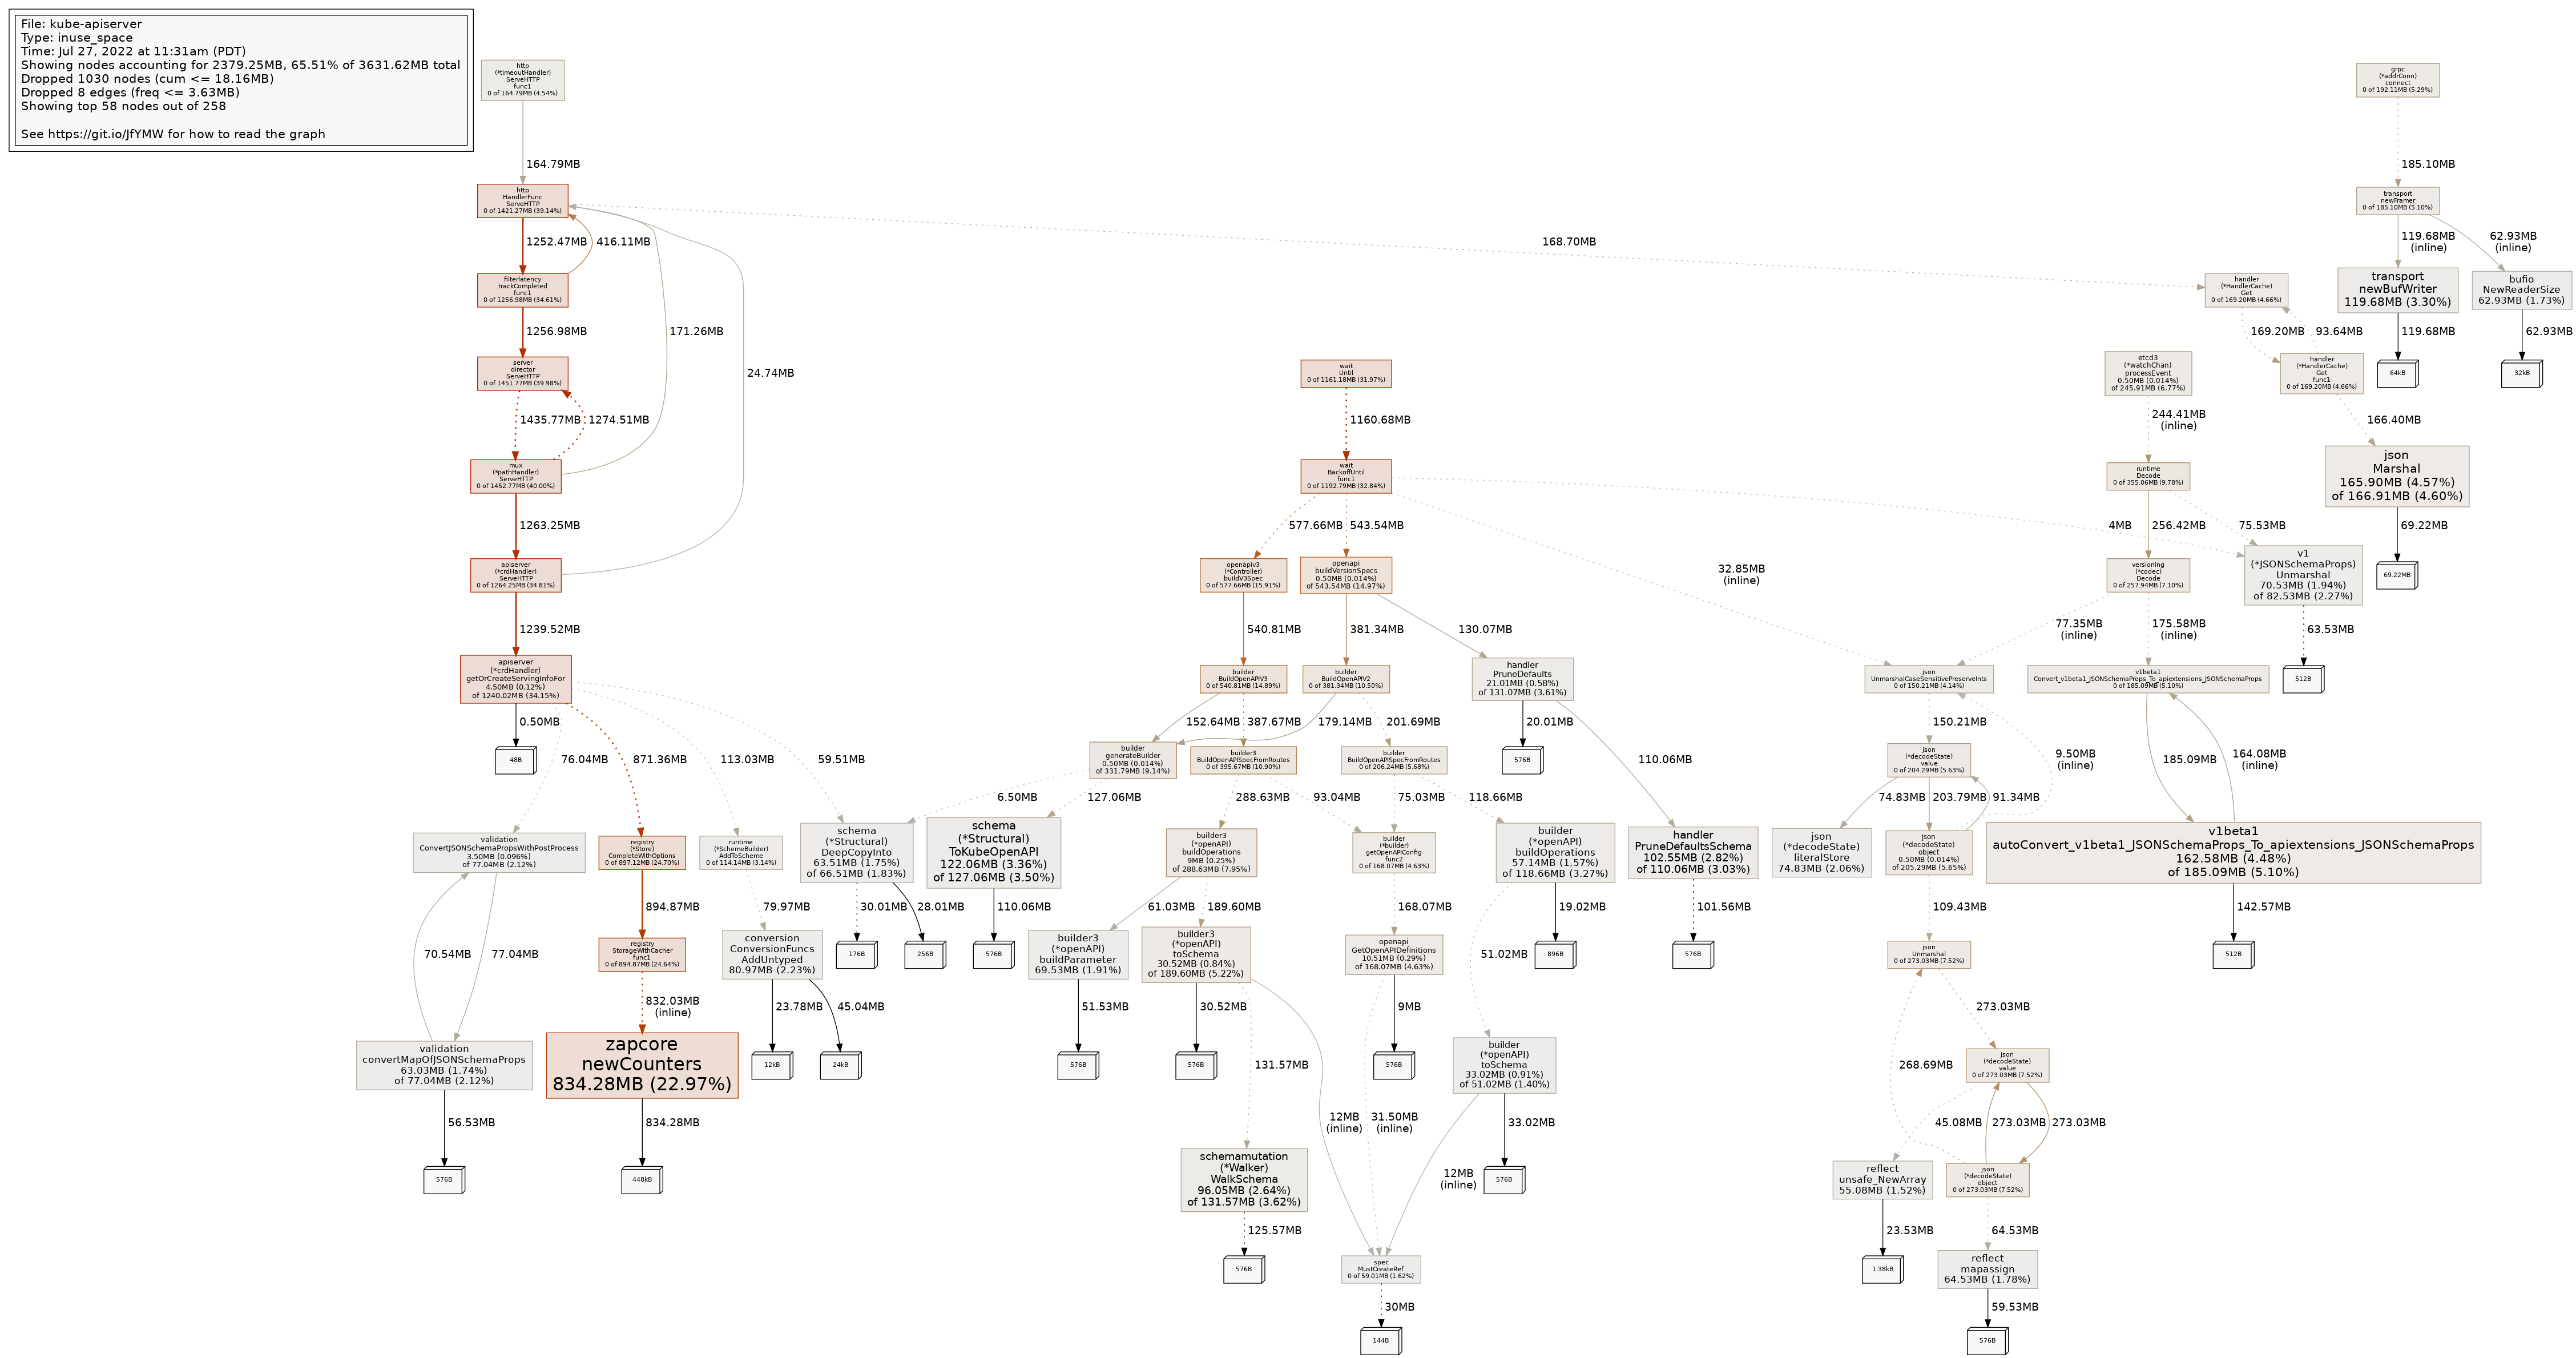 File: kube-apiserver
Type: inuse_space
Time: Jul 27, 2022 at 11:31am (PDT)
Showing nodes accounting for 2379.25MB, 65.51% of 3631.62MB total
Dropped 1030 nodes (cum <= 18.16MB)
Dropped 8 edges (freq <= 3.63MB)
Showing top 58 nodes out of 258
See https://git.io/JfYMW for how to read the graph
http
(*timeoutHandler)
ServeHTTP
func1
0 of 164.79MB (4.54%)
164.79MB
http
HandlerFunc
ServeHTTP
0 of 1421.27MB (39.14%)
1252.47MB
416.11MB
filterlatency
trackCompleted
func1
0 of 1256.98MB (34.61%)
1256.98MB
171.26MB
server
director
ServeHTTP
0 of 1451.77MB (39.98%)
24.74MB
1435.77MB
1274.51MB
mux
(*pathHandler)
ServeHTTP
0 of 1452.77MB (40.00%)
1263.25MB
apiserver
(*crdHandler)
ServeHTTP
0 of 1264.25MB (34.81%)
1239.52MB
apiserver
(*crdHandler)
getOrCreateServingInfoFor
4.50MB (0.12%)
of 1240.02MB (34.15%)
0.50MB
48B
76.04MB
871.36MB
113.03MB
59.51MB
validation
ConvertJSONSchemaPropsWithPostProcess
3.50MB (0.096%)
of 77.04MB (2.12%)
70.54MB
77.04MB
validation
convertMapOfJSONSchemaProps
63.03MB (1.74%)
of 77.04MB (2.12%)
56.53MB
576B
registry
(*Store)
CompleteWithOptions
0 of 897.12MB (24.70%)
894.87MB
registry
StorageWithCacher
func1
0 of 894.87MB (24.64%)
832.03MB
(inline)
zapcore
newCounters
834.28MB (22.97%)
834.28MB
448kB
runtime
(*SchemeBuilder)
AddToScheme
0 of 114.14MB (3.14%)
79.97MB
conversion
ConversionFuncs
AddUntyped
80.97MB (2.23%)
23.78MB
45.04MB
12kB
24kB
schema
(*Structural)
DeepCopyInto
63.51MB (1.75%)
of 66.51MB (1.83%)
30.01MB
28.01MB
176B
256B
wait
Until
0 of 1161.18MB (31.97%)
1160.68MB
wait
BackoffUntil
func1
0 of 1192.79MB (32.84%)
577.66MB
543.54MB
32.85MB
(inline)
4MB
openapiv3
(*Controller)
buildV3Spec
0 of 577.66MB (15.91%)
540.81MB
openapi
buildVersionSpecs
0.50MB (0.014%)
of 543.54MB (14.97%)
381.34MB
130.07MB
builder
BuildOpenAPIV3
0 of 540.81MB (14.89%)
152.64MB
387.67MB
builder
BuildOpenAPIV2
0 of 381.34MB (10.50%)
179.14MB
201.69MB
handler
PruneDefaults
21.01MB (0.58%)
of 131.07MB (3.61%)
20.01MB
576B
110.06MB
builder
generateBuilder
0.50MB (0.014%)
of 331.79MB (9.14%)
6.50MB
127.06MB
builder3
BuildOpenAPISpecFromRoutes
0 of 395.67MB (10.90%)
288.63MB
93.04MB
builder
BuildOpenAPISpecFromRoutes
0 of 206.24MB (5.68%)
75.03MB
118.66MB
schema
(*Structural)
ToKubeOpenAPI
122.06MB (3.36%)
of 127.06MB (3.50%)
110.06MB
576B
builder3
(*openAPI)
buildOperations
9MB (0.25%)
of 288.63MB (7.95%)
61.03MB
189.60MB
builder
(*builder)
getOpenAPIConfig
func2
0 of 168.07MB (4.63%)
168.07MB
builder
(*openAPI)
buildOperations
57.14MB (1.57%)
of 118.66MB (3.27%)
19.02MB
896B
51.02MB
handler
PruneDefaultsSchema
102.55MB (2.82%)
of 110.06MB (3.03%)
101.56MB
576B
builder3
(*openAPI)
buildParameter
69.53MB (1.91%)
51.53MB
576B
builder3
(*openAPI)
toSchema
30.52MB (0.84%)
of 189.60MB (5.22%)
30.52MB
576B
131.57MB
12MB
(inline)
openapi
GetOpenAPIDefinitions
10.51MB (0.29%)
of 168.07MB (4.63%)
9MB
576B
31.50MB
(inline)
builder
(*openAPI)
toSchema
33.02MB (0.91%)
of 51.02MB (1.40%)
33.02MB
576B
12MB
(inline)
schemamutation
(*Walker)
WalkSchema
96.05MB (2.64%)
of 131.57MB (3.62%)
125.57MB
576B
spec
MustCreateRef
0 of 59.01MB (1.62%)
30MB
144B
168.70MB
grpc
(*addrConn)
connect
0 of 192.11MB (5.29%)
185.10MB
transport
newFramer
0 of 185.10MB (5.10%)
119.68MB
(inline)
62.93MB
(inline)
transport
newBufWriter
119.68MB (3.30%)
119.68MB
64kB
bufio
NewReaderSize
62.93MB (1.73%)
62.93MB
32kB
handler
(*HandlerCache)
Get
0 of 169.20MB (4.66%)
169.20MB
93.64MB
handler
(*HandlerCache)
Get
func1
0 of 169.20MB (4.66%)
166.40MB
json
Marshal
165.90MB (4.57%)
of 166.91MB (4.60%)
69.22MB
69.22MB
etcd3
(*watchChan)
processEvent
0.50MB (0.014%)
of 245.91MB (6.77%)
244.41MB
(inline)
runtime
Decode
0 of 355.06MB (9.78%)
256.42MB
75.53MB
versioning
(*codec)
Decode
0 of 257.94MB (7.10%)
77.35MB
(inline)
175.58MB
(inline)
v1
(*JSONSchemaProps)
Unmarshal
70.53MB (1.94%)
of 82.53MB (2.27%)
63.53MB
512B
json
UnmarshalCaseSensitivePreserveInts
0 of 150.21MB (4.14%)
150.21MB
9.50MB
(inline)
v1beta1
Convert_v1beta1_JSONSchemaProps_To_apiextensions_JSONSchemaProps
0 of 185.09MB (5.10%)
185.09MB
164.08MB
(inline)
json
(*decodeState)
value
0 of 204.29MB (5.63%)
74.83MB
203.79MB
91.34MB
json
(*decodeState)
literalStore
74.83MB (2.06%)
json
(*decodeState)
object
0.50MB (0.014%)
of 205.29MB (5.65%)
109.43MB
v1beta1
autoConvert_v1beta1_JSONSchemaProps_To_apiextensions_JSONSchemaProps
162.58MB (4.48%)
of 185.09MB (5.10%)
142.57MB
512B
json
Unmarshal
0 of 273.03MB (7.52%)
273.03MB
268.69MB
json
(*decodeState)
value
0 of 273.03MB (7.52%)
45.08MB
273.03MB
273.03MB
reflect
unsafe_NewArray
55.08MB (1.52%)
23.53MB
1.38kB
json
(*decodeState)
object
0 of 273.03MB (7.52%)
64.53MB
reflect
mapassign
64.53MB (1.78%)
59.53MB
576B